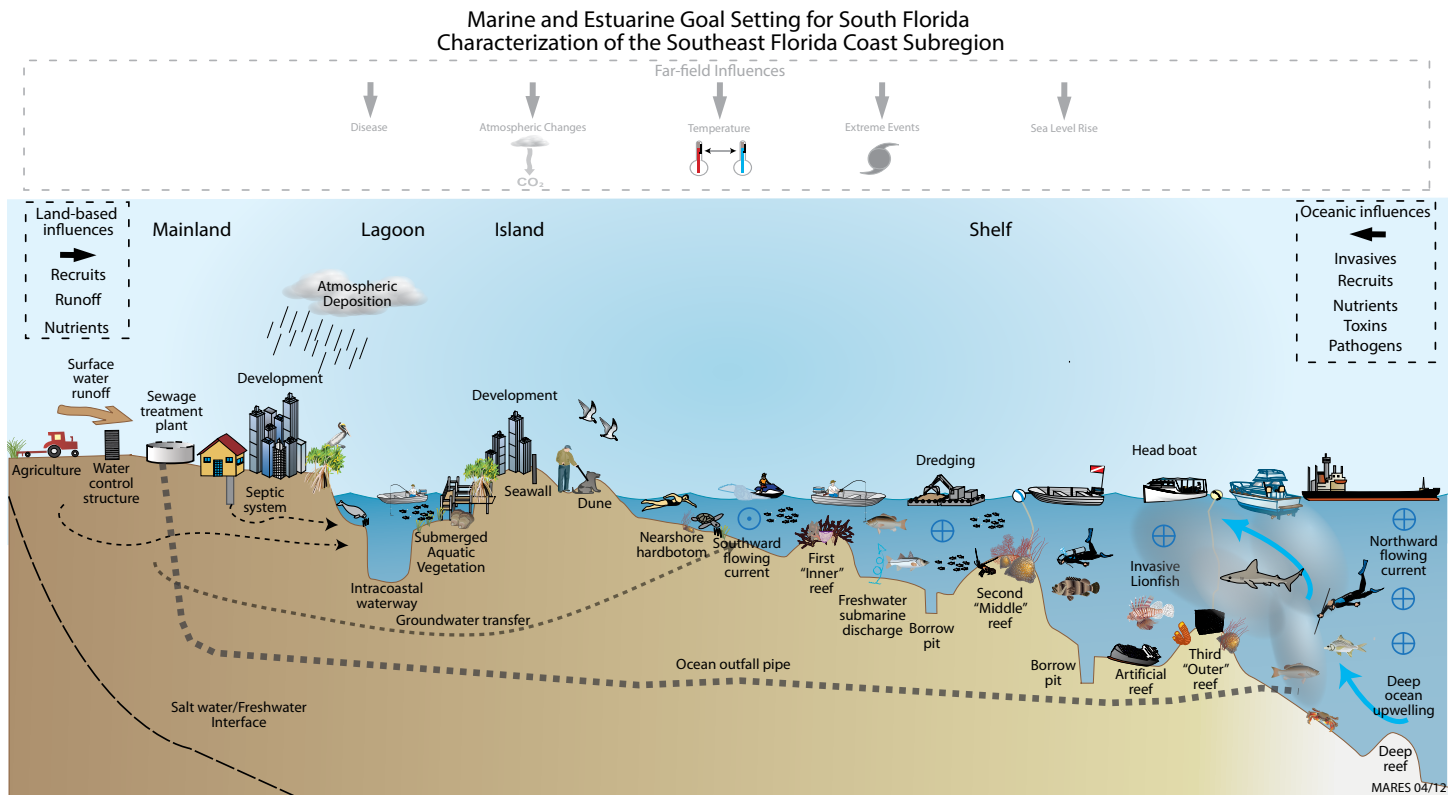 Marine and Estuarine Goal Setting for South Florida
Characterization of the Southeast Florida Coast Subregion
Far-field Influences
Disease
Atmospheric Changes
Temperature
Extreme Events
Sea Level Rise
CO₂
Land-based
influences
Recruits
Runoff
Nutrients
Mainland
Lagoon
Island
Shelf
Oceanic influences
Invasives
Recruits
Nutrients
Toxins
Pathogens
Atmospheric
Deposition
Surface
water
runoff
Sewage
treatment
plant
Development
Development
Agriculture
Water
control
structure
Septic
system
Submerged
Aquatic
Vegetation
Intracoastal
waterway
Seawall
Dune
Groundwater transfer
Nearshore
hardbotom
Southward
flowing
current
First
"Inner"
reef
Freshwater
submarine
discharge
Dredging
Borrow
pit
Second
"Middle"
reef
Head boat
Invasive
Lionfish
Borrow
pit
Artificial
reef
Third
"Outer"
reef
Northward
flowing
current
Deep
ocean
upwelling
Deep
reef
Ocean outfall pipe
Salt water/Freshwater
Interface
MARES 04/12